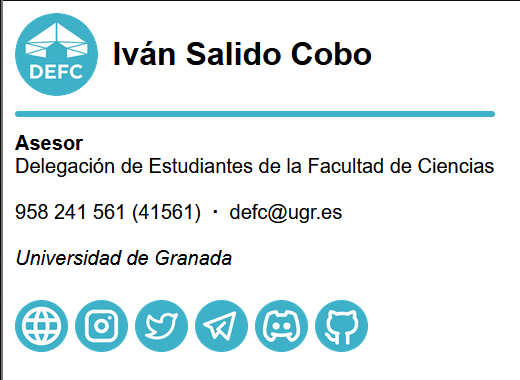 DEFC
Iván Salido Cobo
Asesor
Delegación de Estudiantes de la Facultad de Ciencias
958 241 561 (41561) · defc@ugr.es
Universidad de Granada